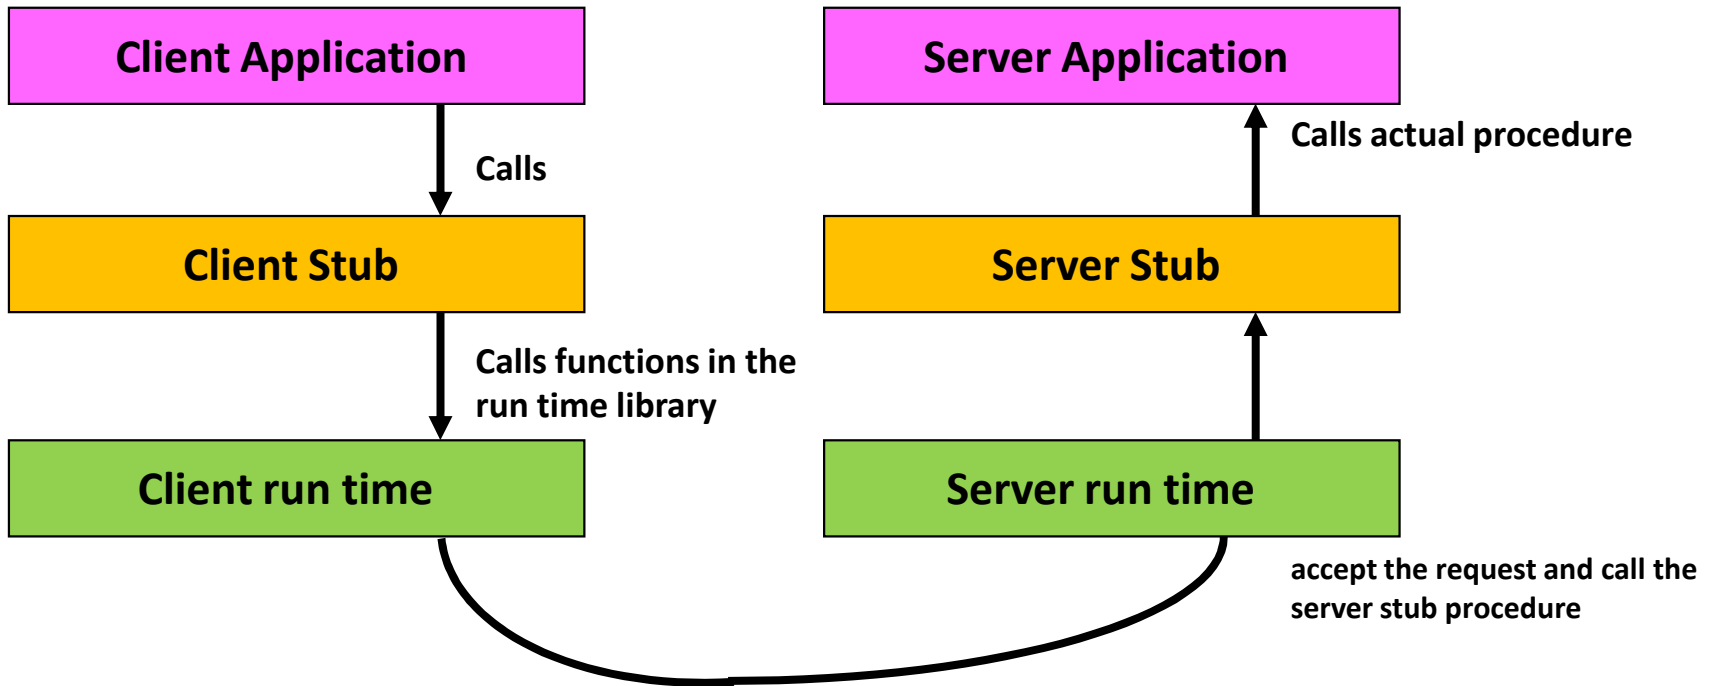 Client Application
Server Application
Calls
Calls actual procedure
Client Stub
Server Stub
Calls functions in the
run time library
Client run time
Server run time
accept the request and call the
server stub procedure